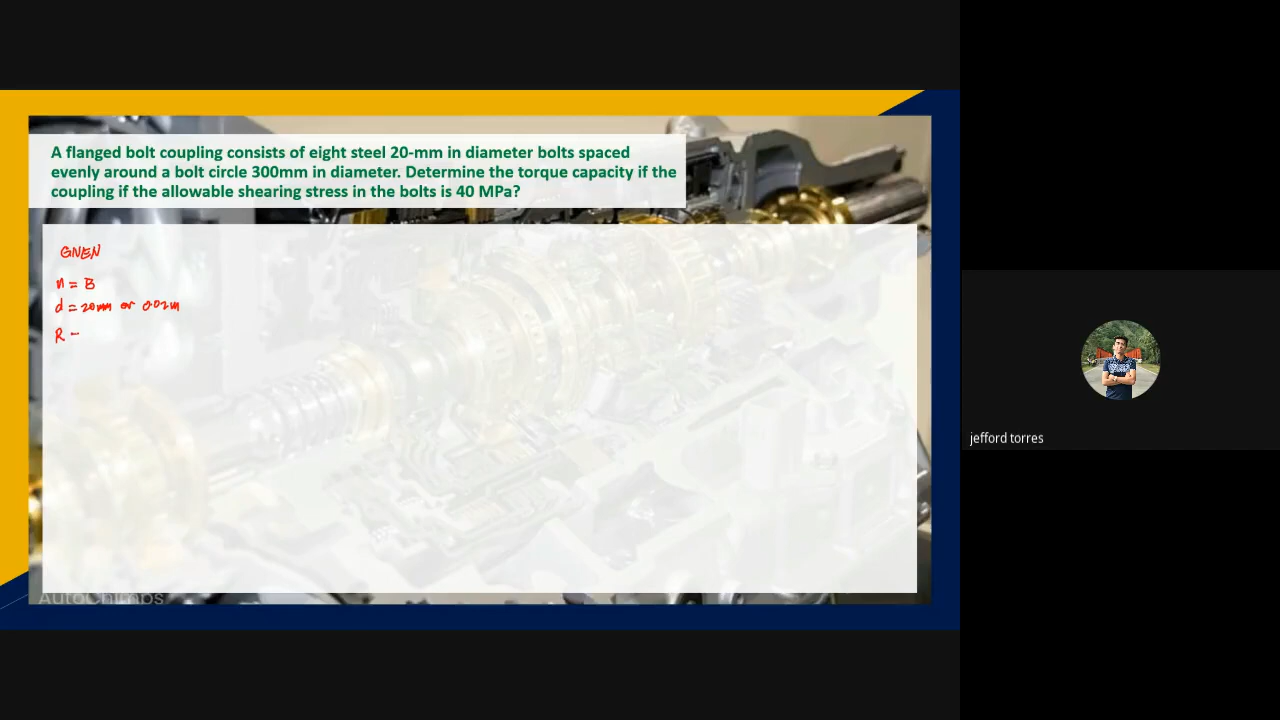 A flanged bolt coupling consists of eight steel 20-mm in diameter bolts spaced
evenly around a bolt circle 300mm in diameter. Determine the torque capacity if the
coupling if the allowable shearing stress in the bolts is 40 MPa?
GIVEN
n = 8
d = 20mm or 0.02m
R -
jefford torres
AutoChimps